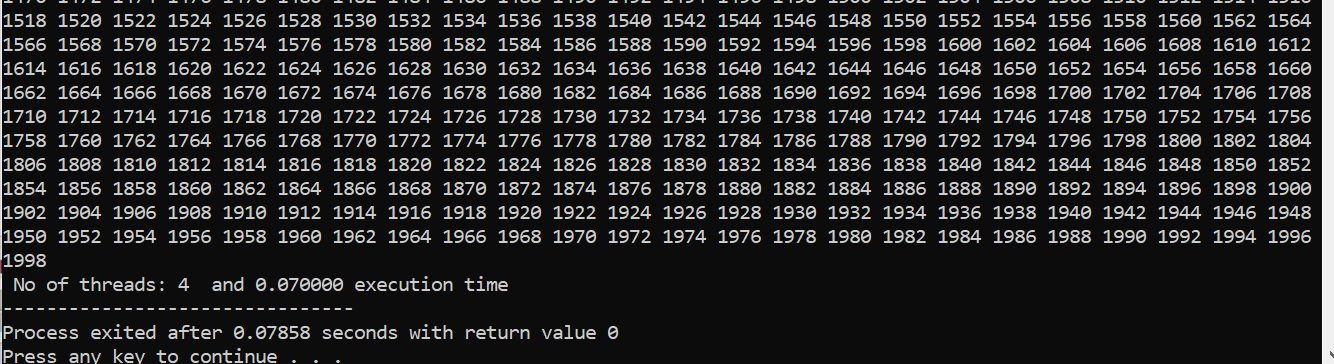 1518 1520 1522 1524 1526 1528 1530 1532 1534 1536 1538 1540 1542 1544 1546 1548 1550 1552 1554 1556 1558 1560 1562 1564
1566 1568 1570 1572 1574 1576 1578 1580 1582 1584 1586 1588 1590 1592 1594 1596 1598 1600 1602 1604 1606 1608 1610 1612
1614 1616 1618 1620 1622 1624 1626 1628 1630 1632 1634 1636 1638 1640 1642 1644 1646 1648 1650 1652 1654 1656 1658 1660
1662 1664 1666 1668 1670 1672 1674 1676 1678 1680 1682 1684 1686 1688 1690 1692 1694 1696 1698 1700 1702 1704 1706 1708
1710 1712 1714 1716 1718 1720 1722 1724 1726 1728 1730 1732 1734 1736 1738 1740 1742 1744 1746 1748 1750 1752 1754 1756
1758 1760 1762 1764 1766 1768 1770 1772 1774 1776 1778 1780 1782 1784 1786 1788 1790 1792 1794 1796 1798 1800 1802 1804
1806 1808 1810 1812 1814 1816 1818 1820 1822 1824 1826 1828 1830 1832 1834 1836 1838 1840 1842 1844 1846 1848 1850 1852
1854 1856 1858 1860 1862 1864 1866 1868 1870 1872 1874 1876 1878 1880 1882 1884 1886 1888 1890 1892 1894 1896 1898 1900
1902 1904 1906 1908 1910 1912 1914 1916 1918 1920 1922 1924 1926 1928 1930 1932 1934 1936 1938 1940 1942 1944 1946 1948
1950 1952 1954 1956 1958 1960 1962 1964 1966 1968 1970 1972 1974 1976 1978 1980 1982 1984 1986 1988 1990 1992 1994 1996
1998
No of threads: 4  and 0.070000 execution time
--------------------------------
Process exited after 0.07858 seconds with return value 0
Press any key to continue . . .